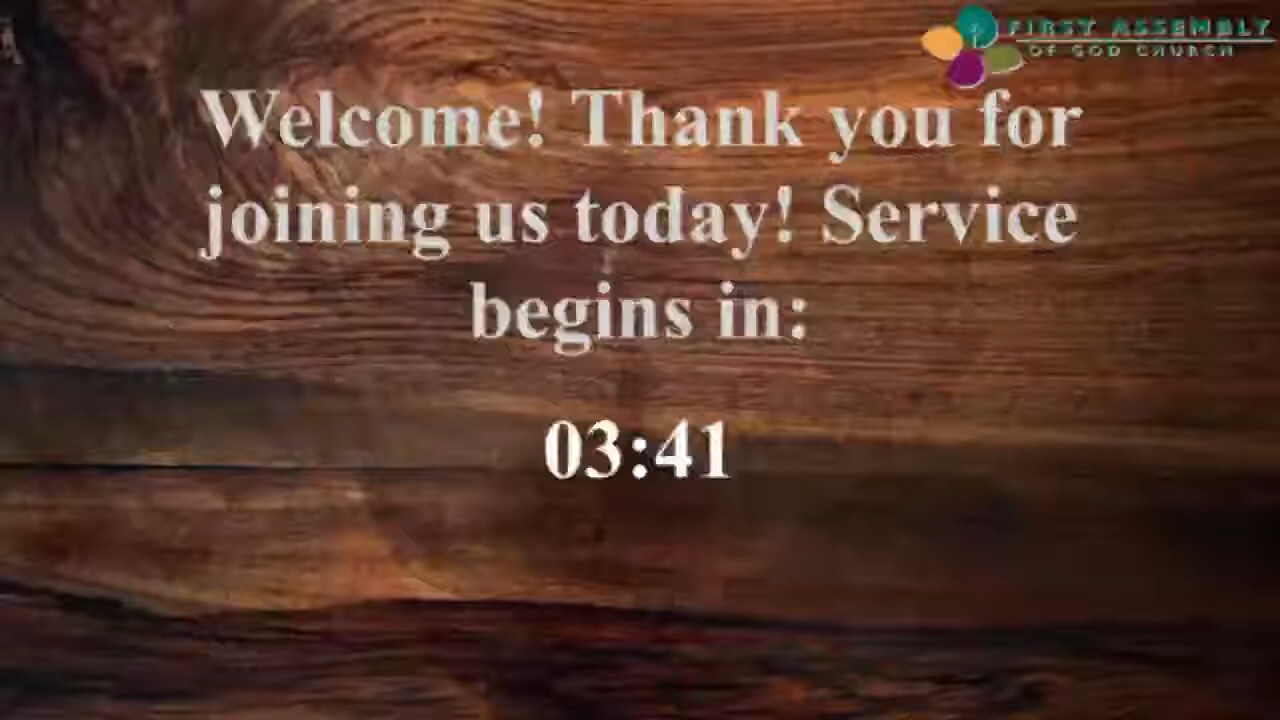 FIRST ASSEMBLY
OF GOD CHURCH
Welcome! Thank you for
joining us today! Service
begins in:
03:41